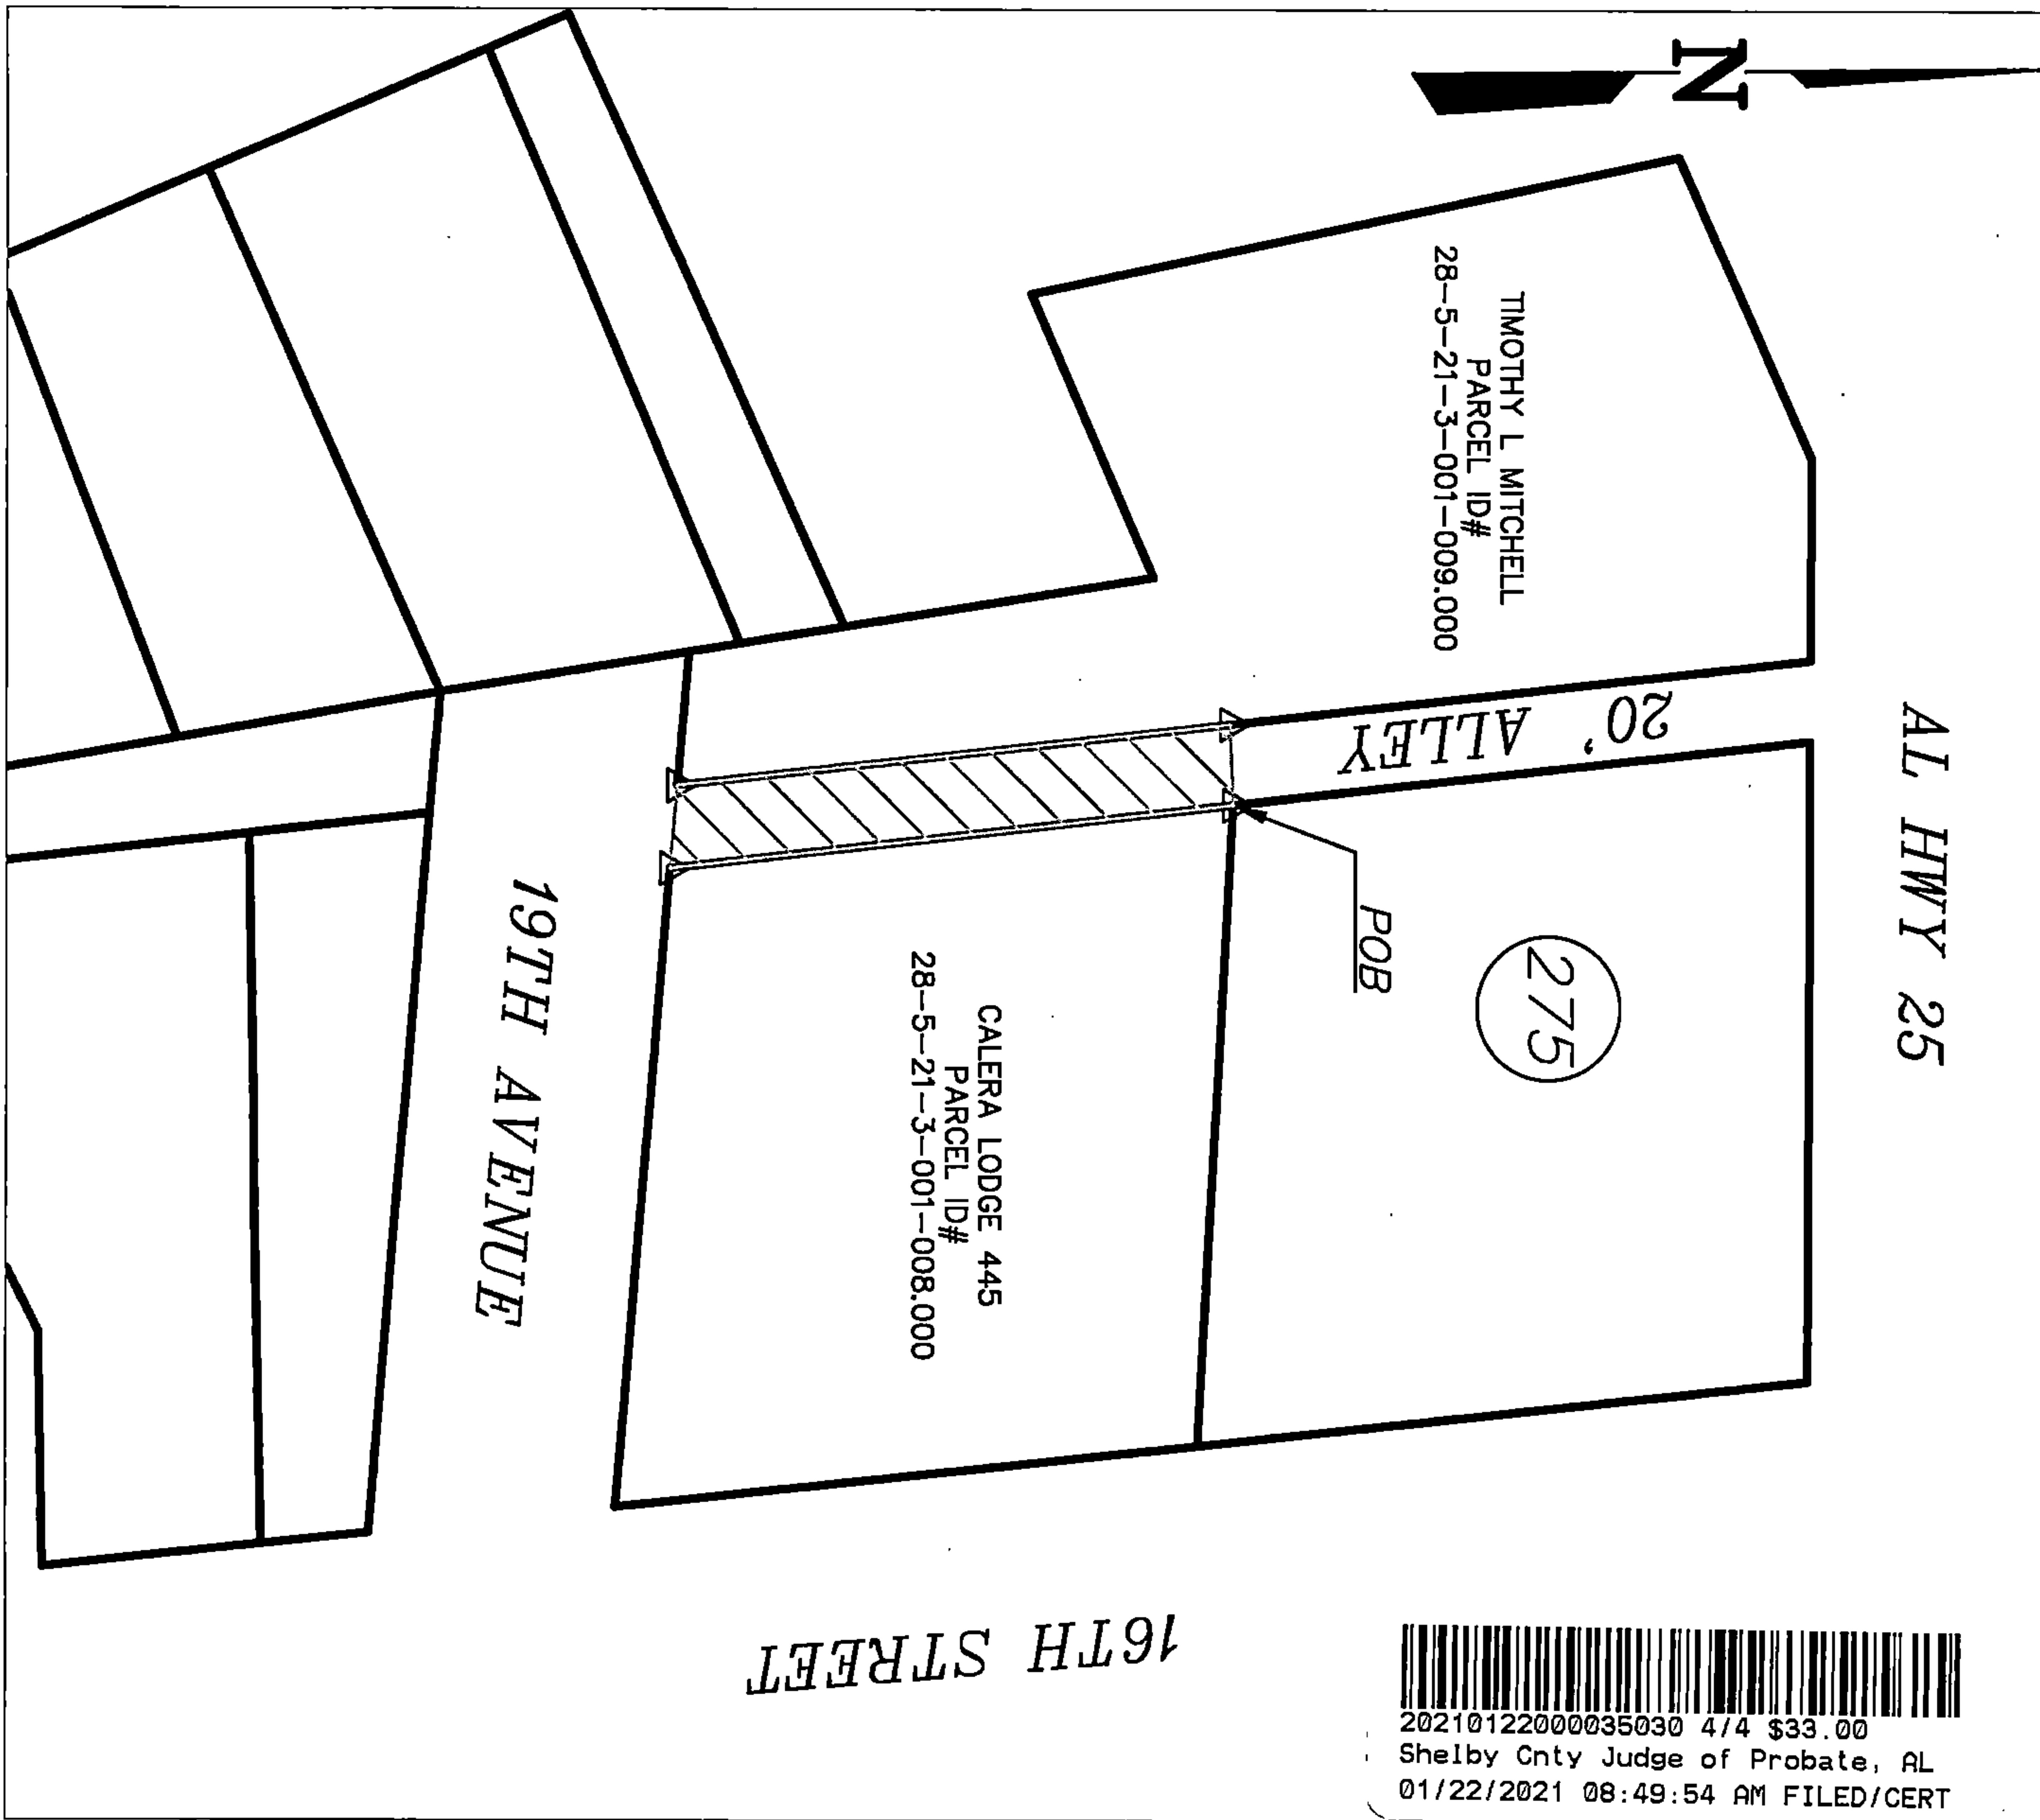 N
AL HWY 25
TIMOTHY L MITCHELL
PARCEL ID#
28-5-21-3-001-009.000
20' ALLEY
275
POB
CALERA LODGE 445
PARCEL ID#
28-5-21-3-001-008.000
19TH AVENUE
16TH STREET
20210122000035030 4/4 $33.00
Shelby Cnty Judge of Probate, AL
01/22/2021 08:49:54 AM FILED/CERT